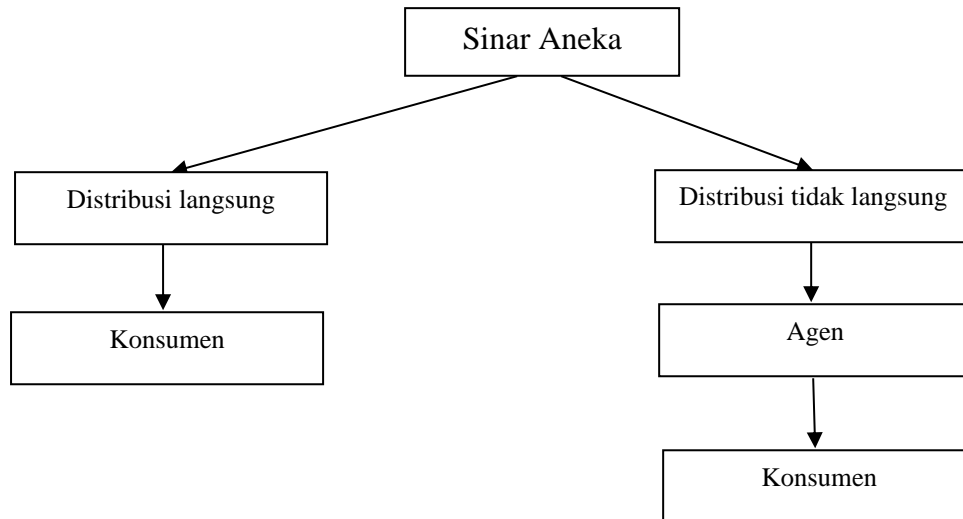 Sinar Aneka
Distribusi langsung
Distribusi tidak langsung
Konsumen
Agen
Konsumen